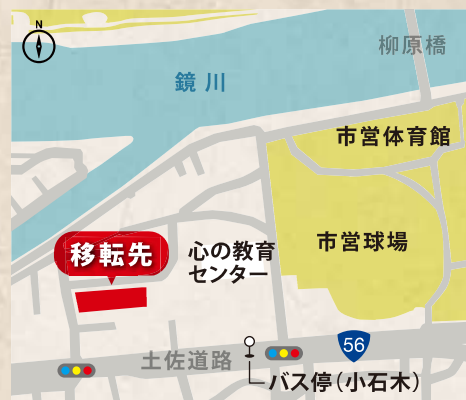 N
柳原橋
鏡川
市営体育館
市営球場
移転先
心の教育
センター
56
土佐道路
バス停（小石木）